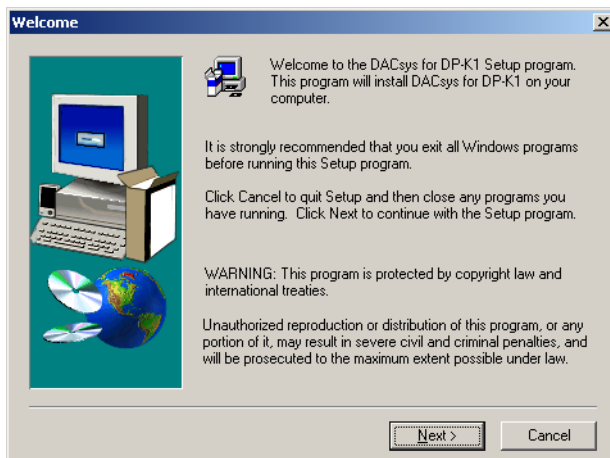 Welcome
Welcome to the DACsys for DP-K1 Setup program.
This program will install DACsys for DP-K1 on your
computer.
It is strongly recommended that you exit all Windows programs
before running this Setup program.
Click Cancel to quit Setup and then close any programs you
have running. Click Next to continue with the Setup program.
WARNING: This program is protected by copyright law and
international treaties.
Unauthorized reproduction or distribution of this program, or any
portion of it, may result in severe civil and criminal penalties, and
will be prosecuted to the maximum extent possible under law.
Next >
Cancel